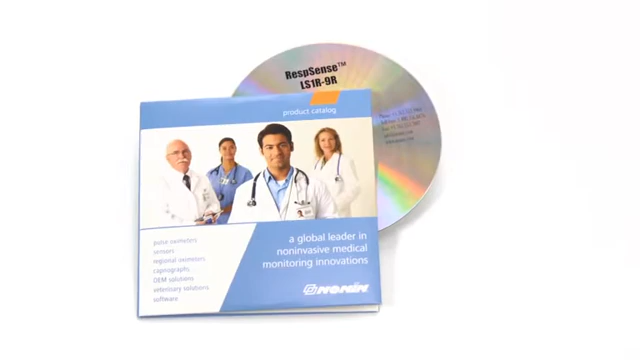 RespSense™
LS1R-9R
product catalog
pulse oximeters
sensors
regional oximeters
capnographs
OEM solutions
veterinary solutions
software
a global leader in
noninvasive medical
monitoring innovations
NONIN